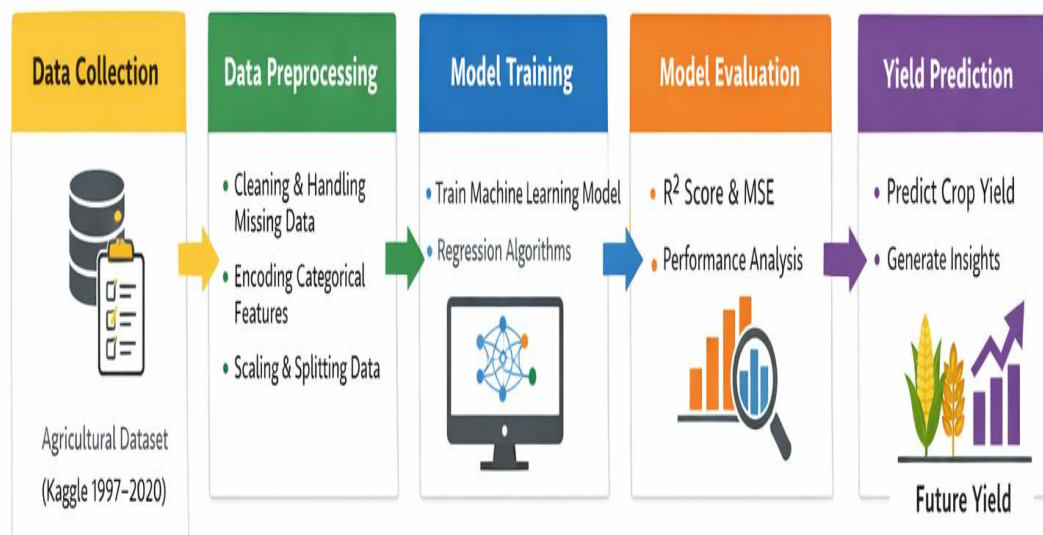 Data Collection
Agricultural Dataset
(Kaggle 1997–2020)
Data Preprocessing
• Cleaning & Handling
Missing Data
• Encoding Categorical
Features
• Scaling & Splitting Data
Model Training
• Train Machine Learning Model
• Regression Algorithms
Model Evaluation
• R² Score & MSE
• Performance Analysis
Yield Prediction
• Predict Crop Yield
• Generate Insights
Future Yield